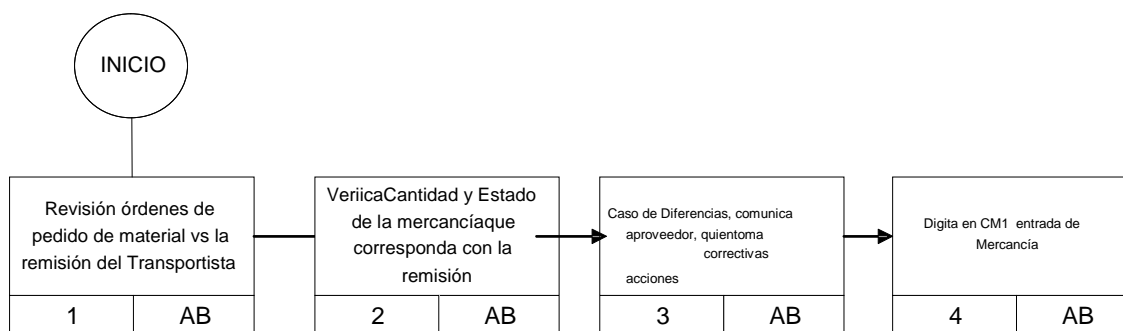 INICIO
Revisión órdenes de
pedido de material vs la
remisión del Transportista
1 AB
VeriicaCantidad y Estado
de la mercancíaque
corresponda con la
remisión
2 AB
Caso de Diferencias, comunica
aproveedor, quientoma
correctivas
acciones
3 AB
Digita en CM1 entrada de
Mercancía
4 AB